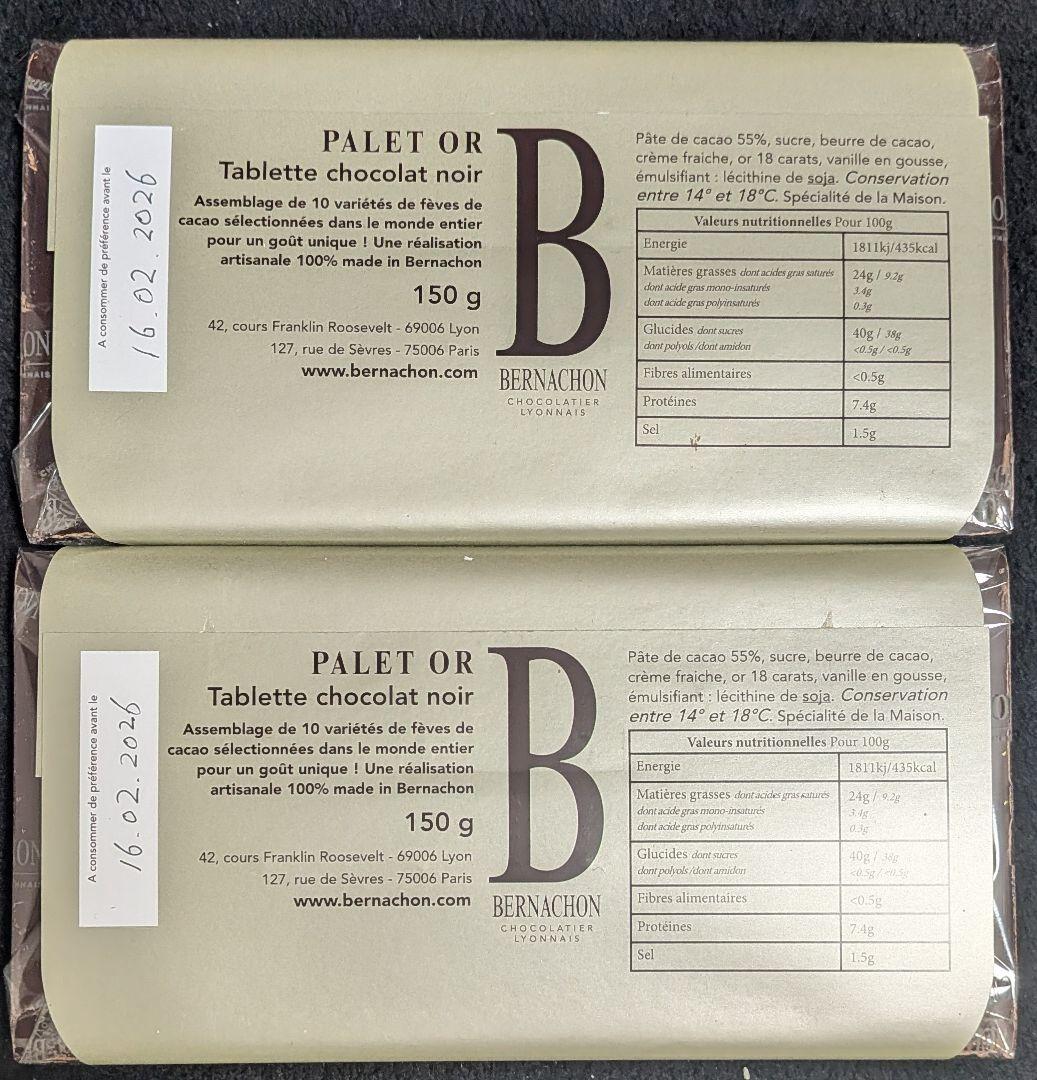 A consommer de préférence avant le
16.02.2026
PALET OR
Tablette chocolat noir
Assemblage de 10 variétés de fèves de
cacao sélectionnées dans le monde entier
pour un goût unique ! Une réalisation
artisanale 100% made in Bernachon
150 g
42, cours Franklin Roosevelt - 69006 Lyon
127, rue de Sèvres - 75006 Paris
www.bernachon.com
B
BERNACHON
CHOCOLATIER
LYONNAIS
Pâte de cacao 55%, sucre, beurre de cacao,
crème fraiche, or 18 carats, vanille en gousse,
émulsifiant : lécithine de soja. Conservation
entre 14° et 18°C. Spécialité de la Maison.
Valeurs nutritionnelles Pour 100g
Energie 1811kj/435kcal
Matières grasses dont acides gras saturés 24g / 9.2g
dont acide gras mono-insaturés 3.4g
dont acide gras polyinsaturés 0.3g
Glucides dont sucres 40g / 38g
dont polyols /dont amidon <0.5g / <0.5g
Fibres alimentaires <0.5g
Protéines 7.4g
Sel 1.5g
A consommer de préférence avant le
16.02.2026
PALET OR
Tablette chocolat noir
Assemblage de 10 variétés de fèves de
cacao sélectionnées dans le monde entier
pour un goût unique ! Une réalisation
artisanale 100% made in Bernachon
150 g
42, cours Franklin Roosevelt - 69006 Lyon
127, rue de Sèvres - 75006 Paris
www.bernachon.com
B
BERNACHON
CHOCOLATIER
LYONNAIS
Pâte de cacao 55%, sucre, beurre de cacao,
crème fraiche, or 18 carats, vanille en gousse,
émulsifiant : lécithine de soja. Conservation
entre 14° et 18°C. Spécialité de la Maison.
Valeurs nutritionnelles Pour 100g
Energie 1811kj/435kcal
Matières grasses dont acides gras saturés 24g / 9.2g
dont acide gras mono-insaturés 3.4g
dont acide gras polyinsaturés 0.3g
Glucides dont sucres 40g / 38g
dont polyols /dont amidon <0.5g / <0.5g
Fibres alimentaires <0.5g
Protéines 7.4g
Sel 1.5g